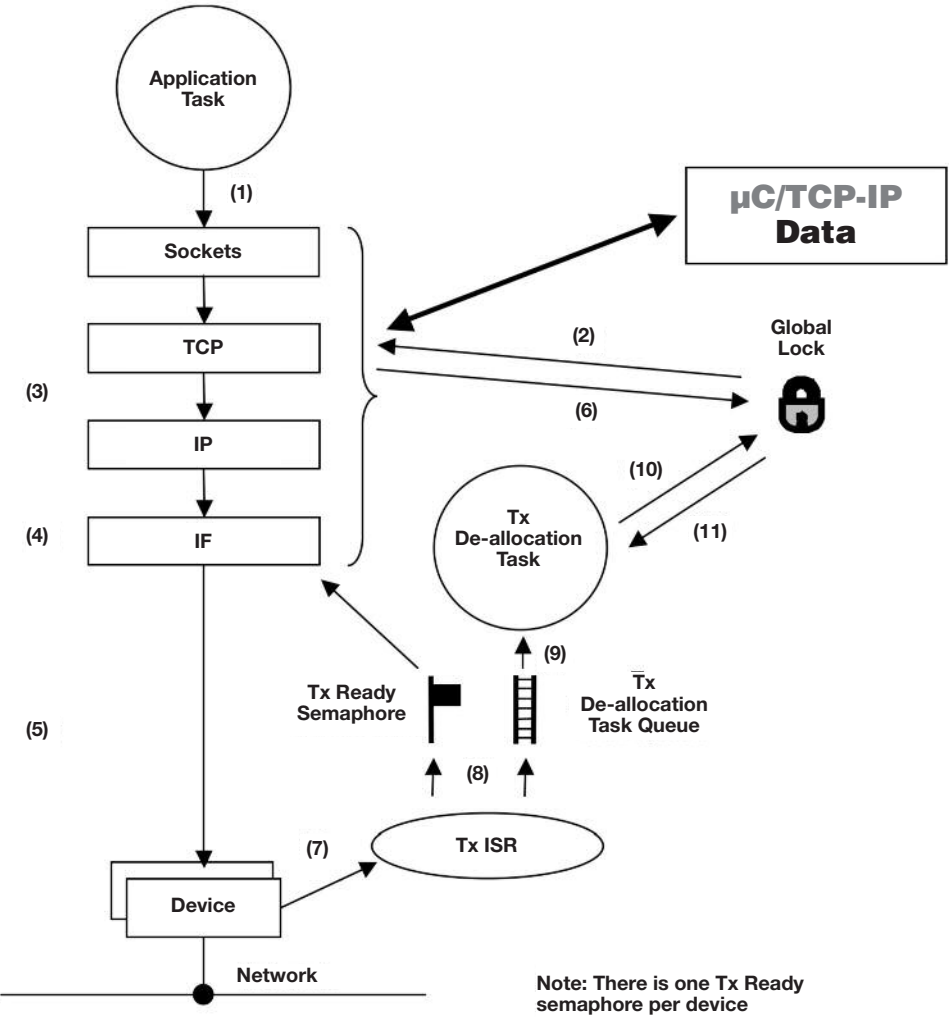 Application
Task
(1)
µC/TCP-IP
Data
Sockets
(2)
Global
Lock
TCP
(3)
(6)
IP
(10)
Tx
De-allocation
Task
(4)
IF
(11)
(9)
Tx Ready
Semaphore
T̅x
De-allocation
Task Queue
(5)
(8)
(7)
Tx ISR
Device
Network
Note: There is one Tx Ready
semaphore per device